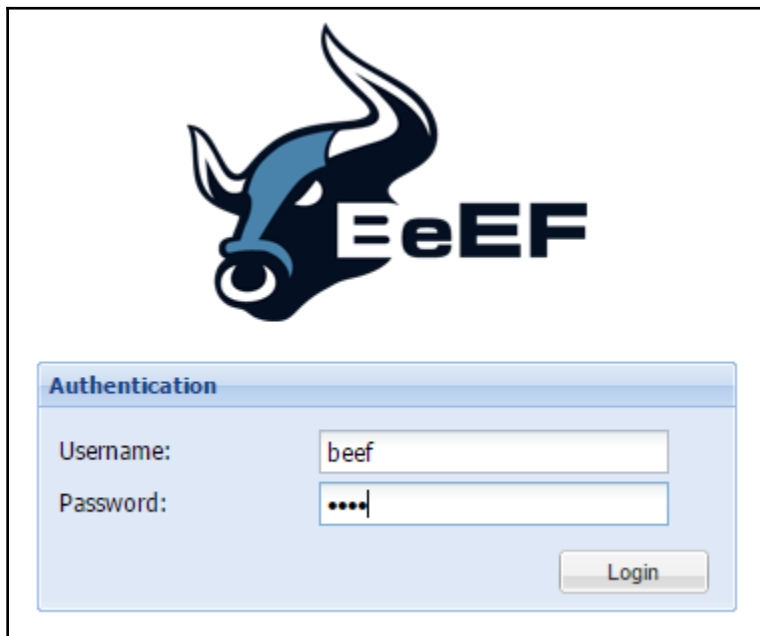 BeEF
Authentication
Username: beef
Password: ••••
Login